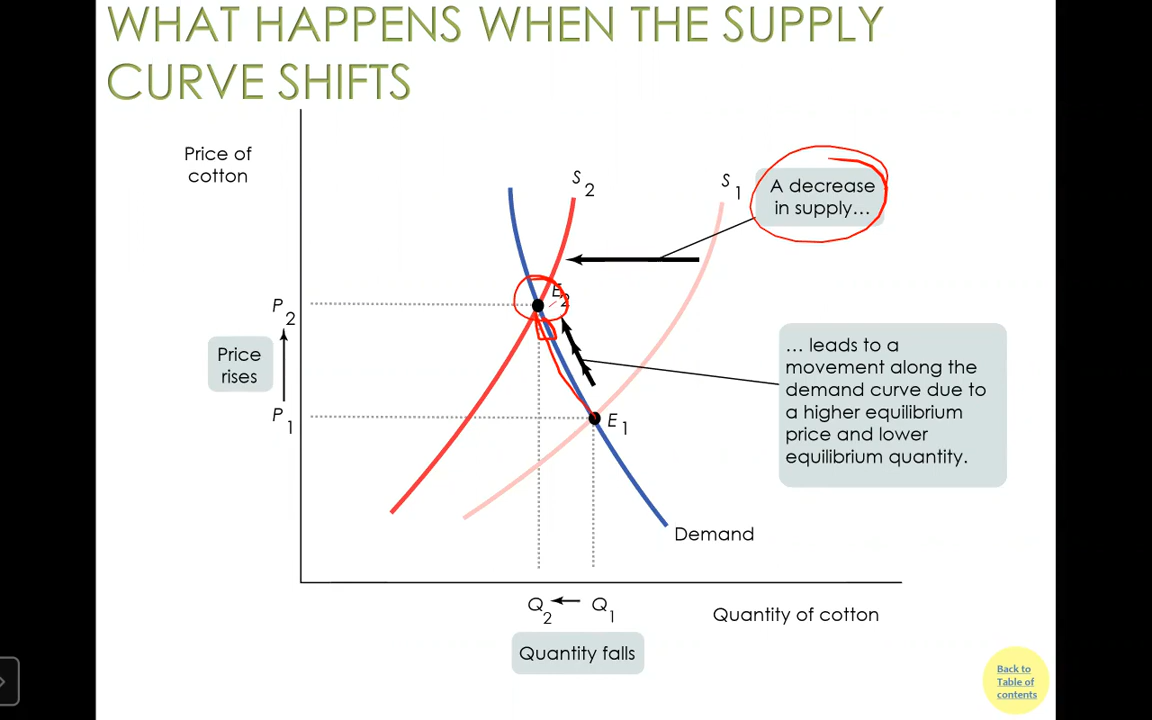 WHAT HAPPENS WHEN THE SUPPLY
CURVE SHIFTS
Price of
cotton
S2
S1
A decrease
in supply…
E2
P2
Price
rises
P1
E1
… leads to a
movement along the
demand curve due to
a higher equilibrium
price and lower
equilibrium quantity.
Demand
Q2
Q1
Quantity of cotton
Quantity falls
Back to
Table of
contents